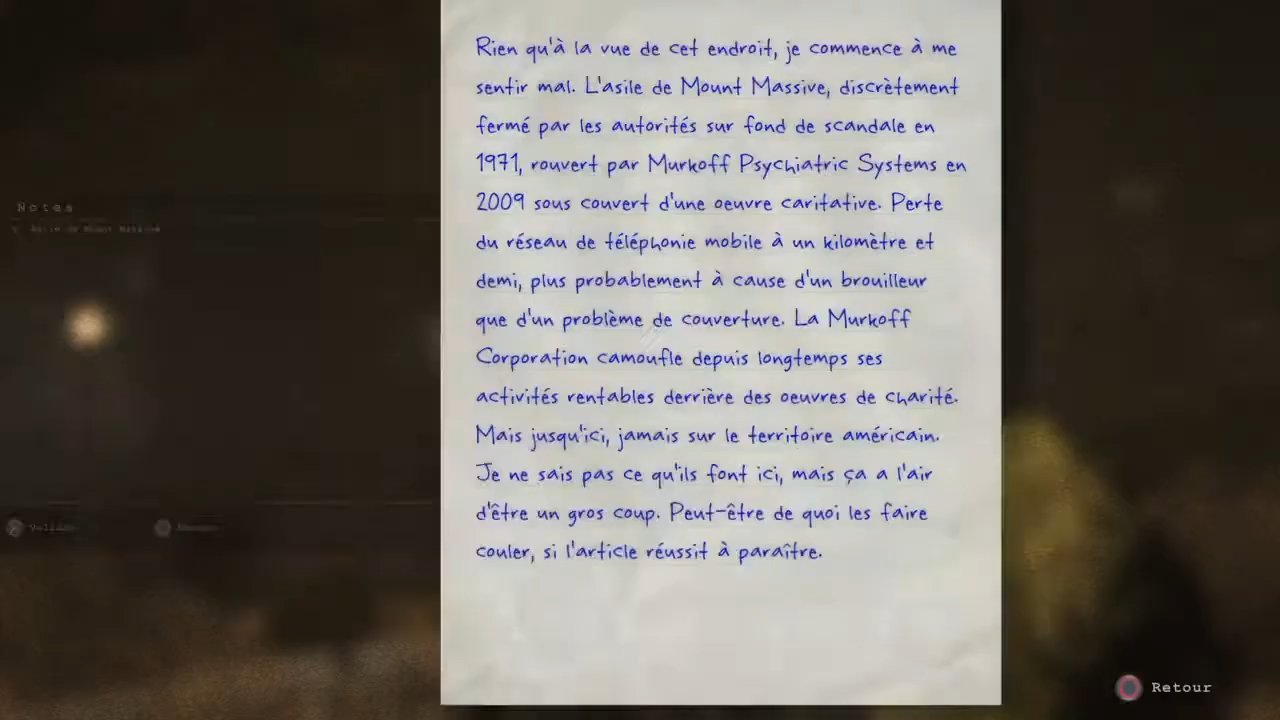 Rien qu'à la vue de cet endroit, je commence à me
sentir mal. L'asile de Mount Massive, discrètement
fermé par les autorités sur fond de scandale en
1971, rouvert par Murkoff Psychiatric Systems en
2009 sous couvert d'une oeuvre caritative. Perte
du réseau de téléphonie mobile à un kilomètre et
demi, plus probablement à cause d'un brouilleur
que d'un problème de couverture. La Murkoff
Corporation camoufle depuis longtemps ses
activités rentables derrière des oeuvres de charité.
Mais jusqu'ici, jamais sur le territoire américain.
Je ne sais pas ce qu'ils font ici, mais ça a l'air
d'être un gros coup. Peut-être de quoi les faire
couler, si l'article réussit à paraître.
Notes
Asile de Mount Massive
Retour